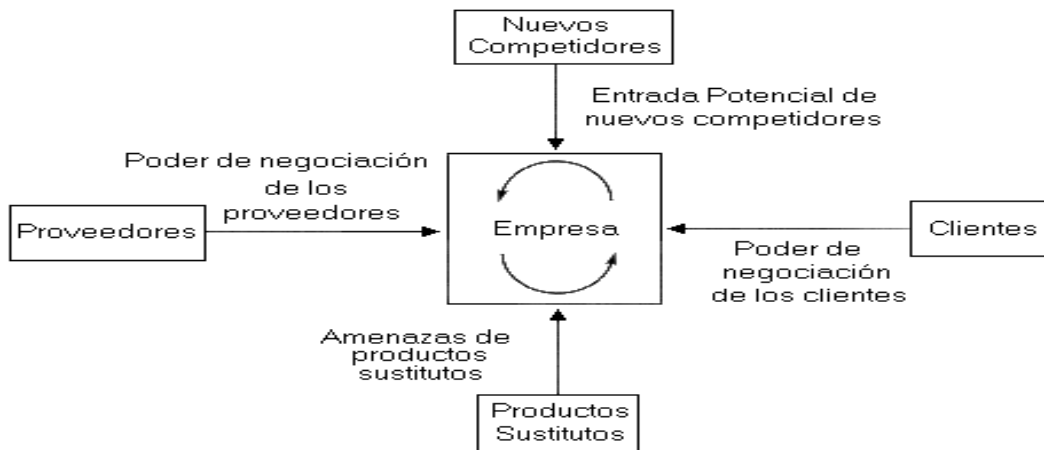 Nuevos
Competidores
Entrada Potencial de
nuevos competidores
Poder de negociación
de los
proveedores
Proveedores
Empresa
Clientes
Poder de
negociación
de los clientes
Amenazas de
productos
sustitutos
Productos
Sustitutos